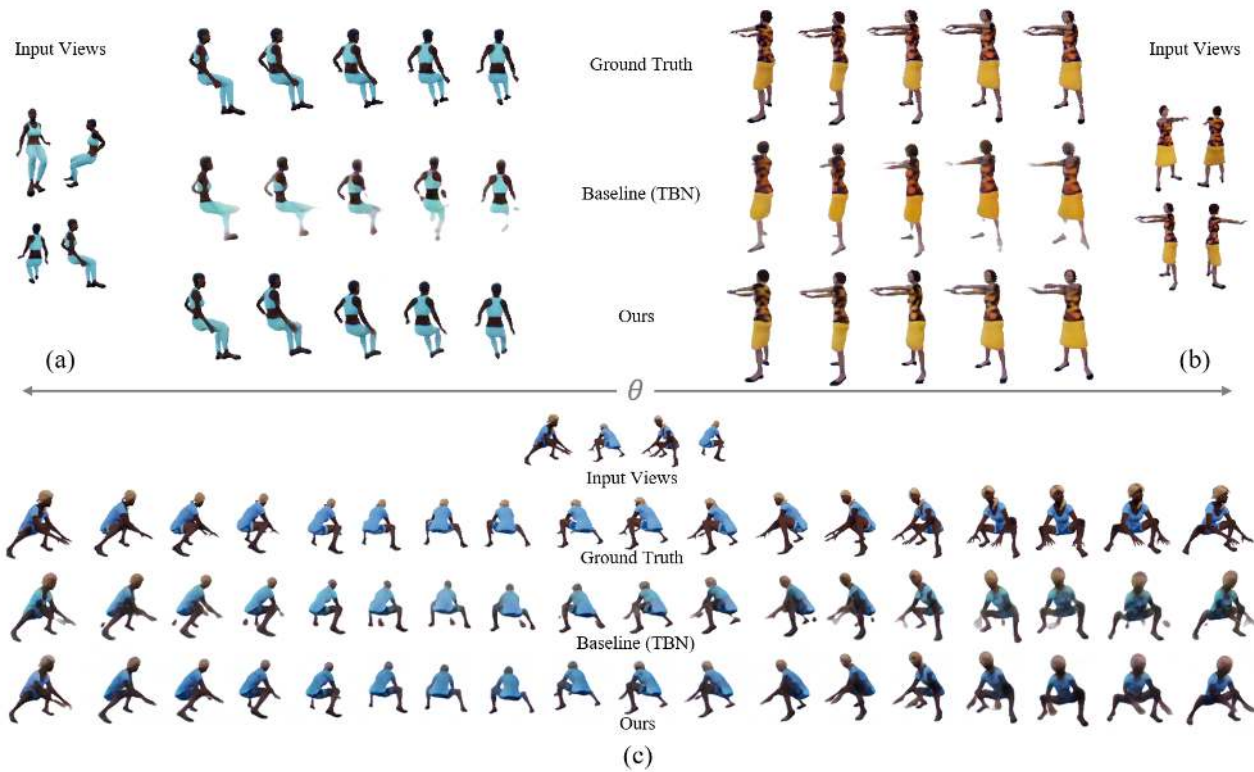 Input Views
Ground Truth
Input Views
Baseline (TBN)
Ours
(a)
(b)
θ
Input Views
Ground Truth
Baseline (TBN)
Ours
(c)